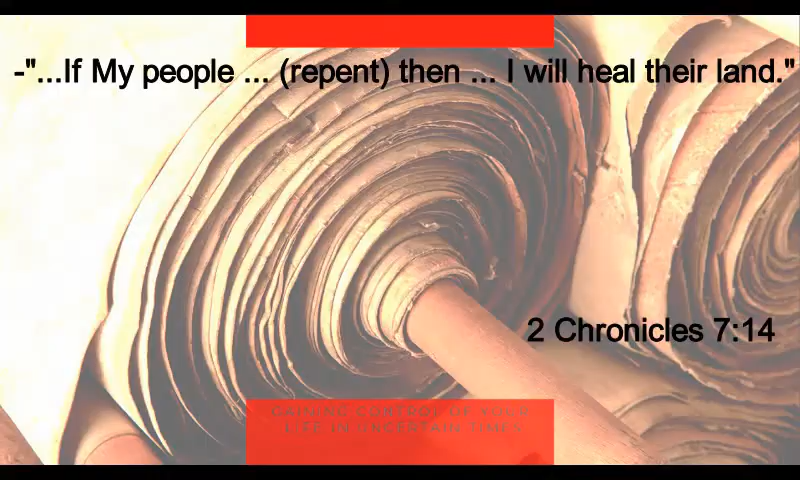 -"...If My people ... (repent) then ... I will heal their land."
2 Chronicles 7:14
GAINING CONTROL OF YOUR
LIFE IN UNCERTAIN TIMES